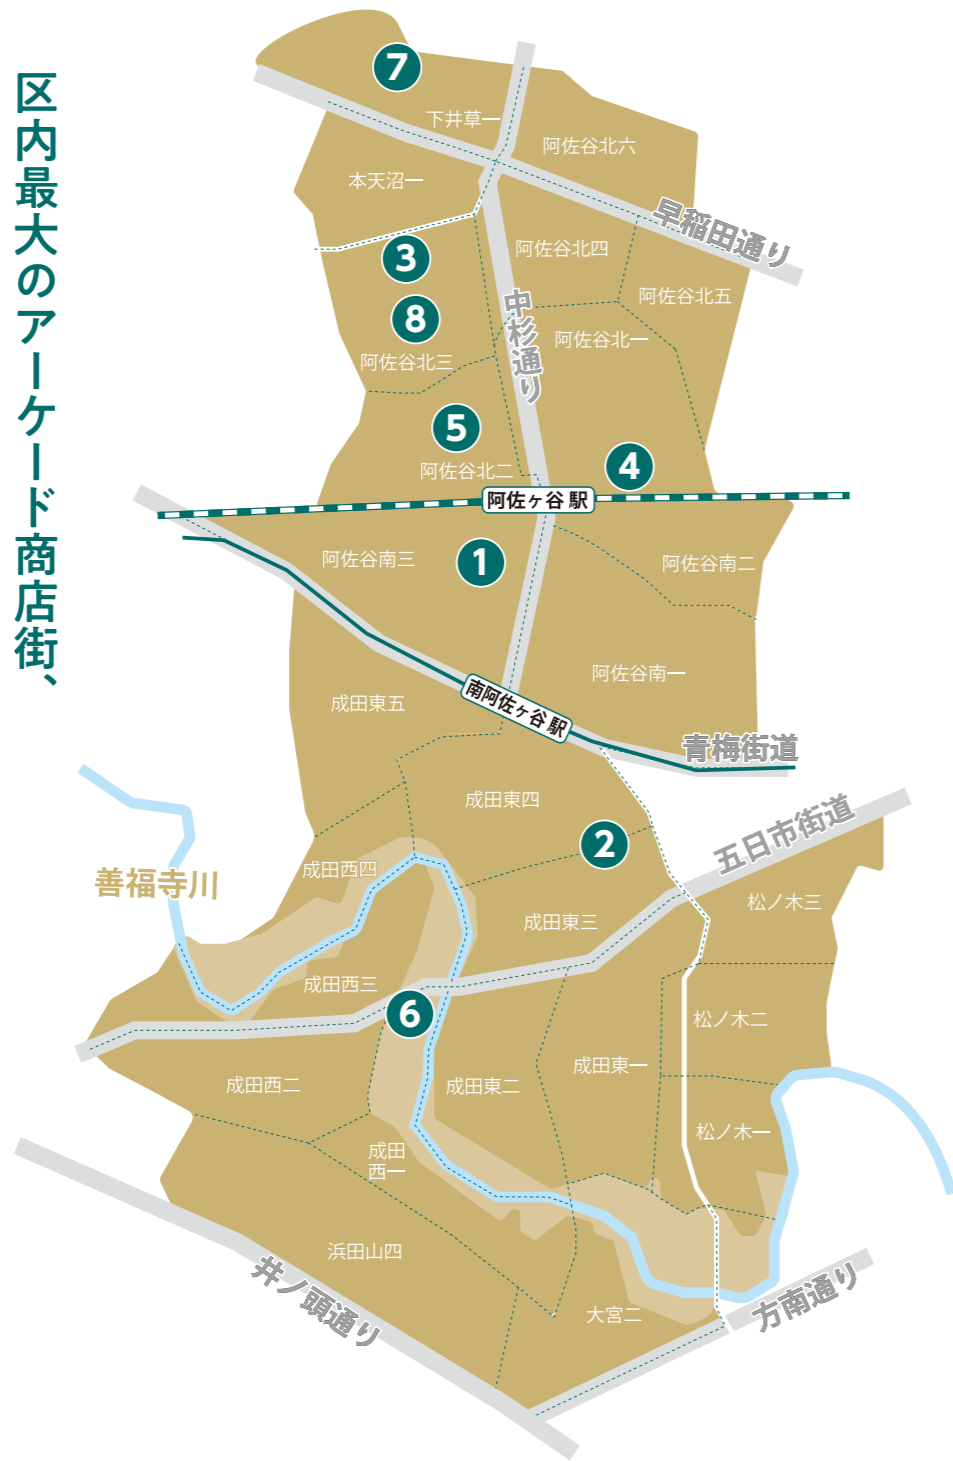 区内最大のアーケード商店街、
7
下井草一
阿佐谷北六
本天沼一
早稲田通り
3
阿佐谷北四
8
中杉通り
阿佐谷北五
阿佐谷北一
阿佐谷北三
5
阿佐谷北二
4
阿佐ヶ谷駅
阿佐谷南三
1
阿佐谷南二
阿佐谷南一
成田東五
南阿佐ヶ谷駅
青梅街道
成田東四
2
五日市街道
善福寺川
成田西四
成田東三
松ノ木三
成田西三
6
松ノ木二
成田西二
成田東二
成田東一
松ノ木一
成田
西一
浜田山四
井ノ頭通り
大宮二
方南通り